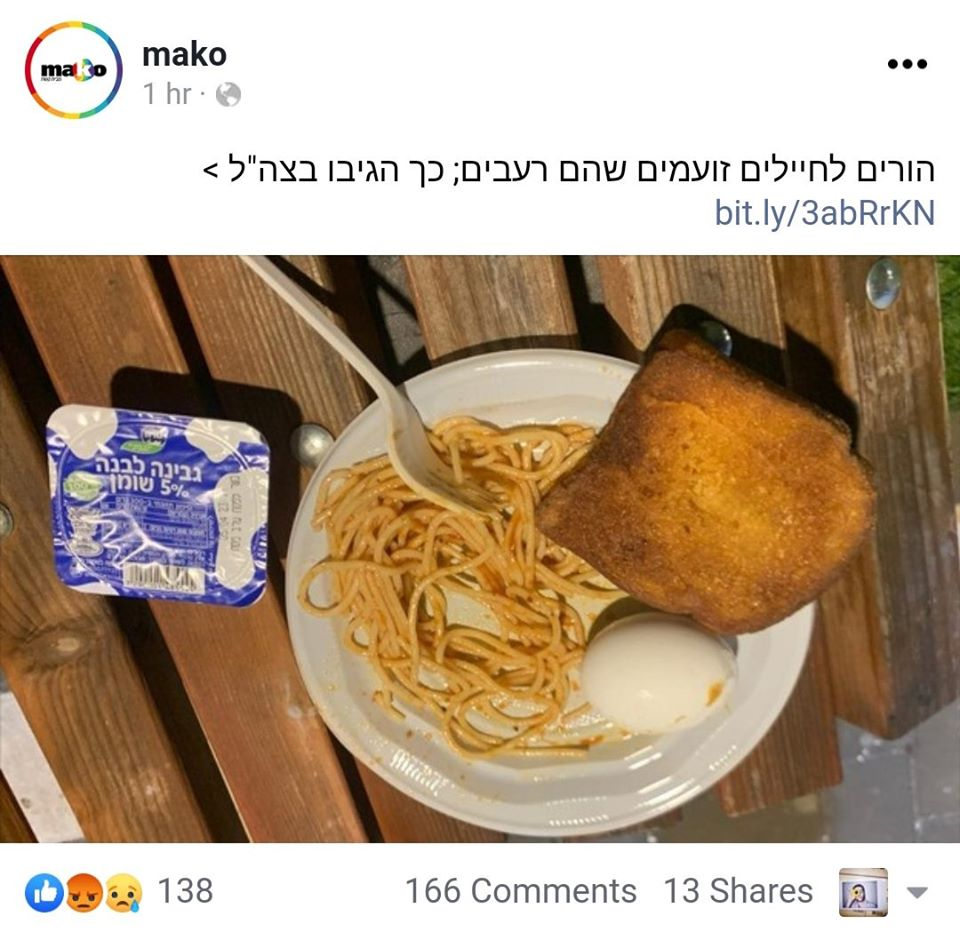 mako
mako
1 hr ·
הורים לחיילים זועמים שהם רעבים; כך הגיבו בצה"ל >
bit.ly/3abRrKN
גבינה לבנה
5% שומן
138
166 Comments
13 Shares